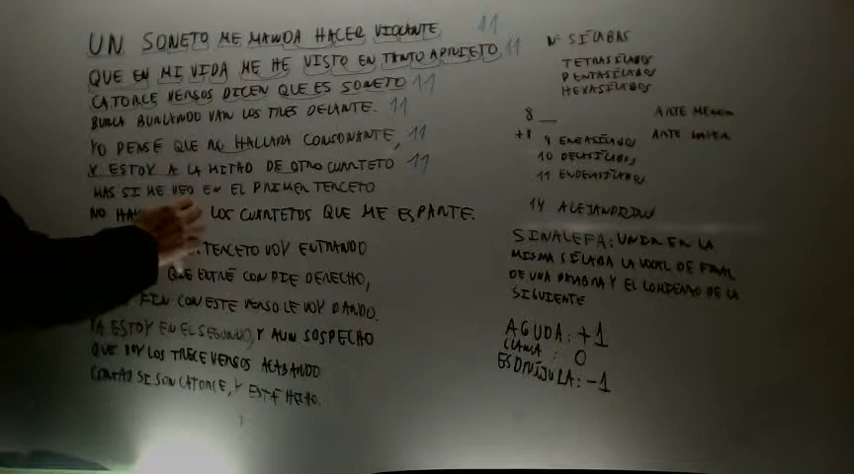 UN SONETO ME MANDA HACER VIOLANTE 11
QUE EN MI VIDA ME HE VISTO EN TANTO APRIETO 11
CATORCE VERSOS DICEN QUE ES SONETO 11
BURLA BURLANDO VAN LOS TRES DELANTE. 11
YO PENSE QUE NO HALLARA CONSONANTE, 11
Y ESTOY A LA MITAD DE OTRO CUARTETO 11
MAS SI ME VEO EN EL PRIMER TERCETO
NO LOS CUARTETOS QUE ME ESPANTE.
TERCETO VOY ENTRANDO
QUE ENTRÉ CON PIE DERECHO,
FIN CON ESTE VERSO LE VOY DANDO.
YA ESTOY EN EL SEGUNDO, Y AUN SOSPECHO
QUE VOY LOS TRECE VERSOS ACABANDO
CONTAD SI SON CATORCE, Y ESTÁ HECHO.
Nº SÍLABAS
TETRASÍLABOS
PENTASÍLABOS
HEXASÍLABOS
8 ARTE MENOR
+8 9 ENEASÍLABOS ARTE MAYOR
10 DECASÍLABOS
11 ENDECASÍLABOS
14 ALEJANDRINOS
SINALEFA: UNIR EN LA
MISMA SÍLABA LA VOCAL DE FINAL
DE UNA PALABRA Y EL COMIENZO DE LA
SIGUIENTE
AGUDA: +1
LLANA: 0
ESDRÚJULA: -1